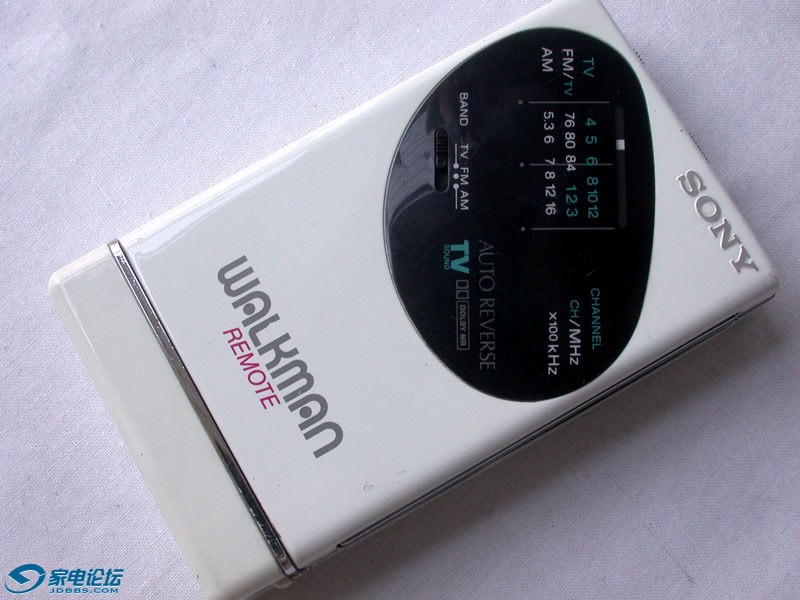 SONY
TV 4 5 6 8 10 12 CHANNEL
FM/TV 76 80 84 1 2 3 CH/MHz
AM 5.3 6 7 8 12 16 x100kHz
BAND TV FM AM
AUTO REVERSE
TV SOUND DOLBY NR
WALKMAN
REMOTE
家电论坛
JDBBS.COM